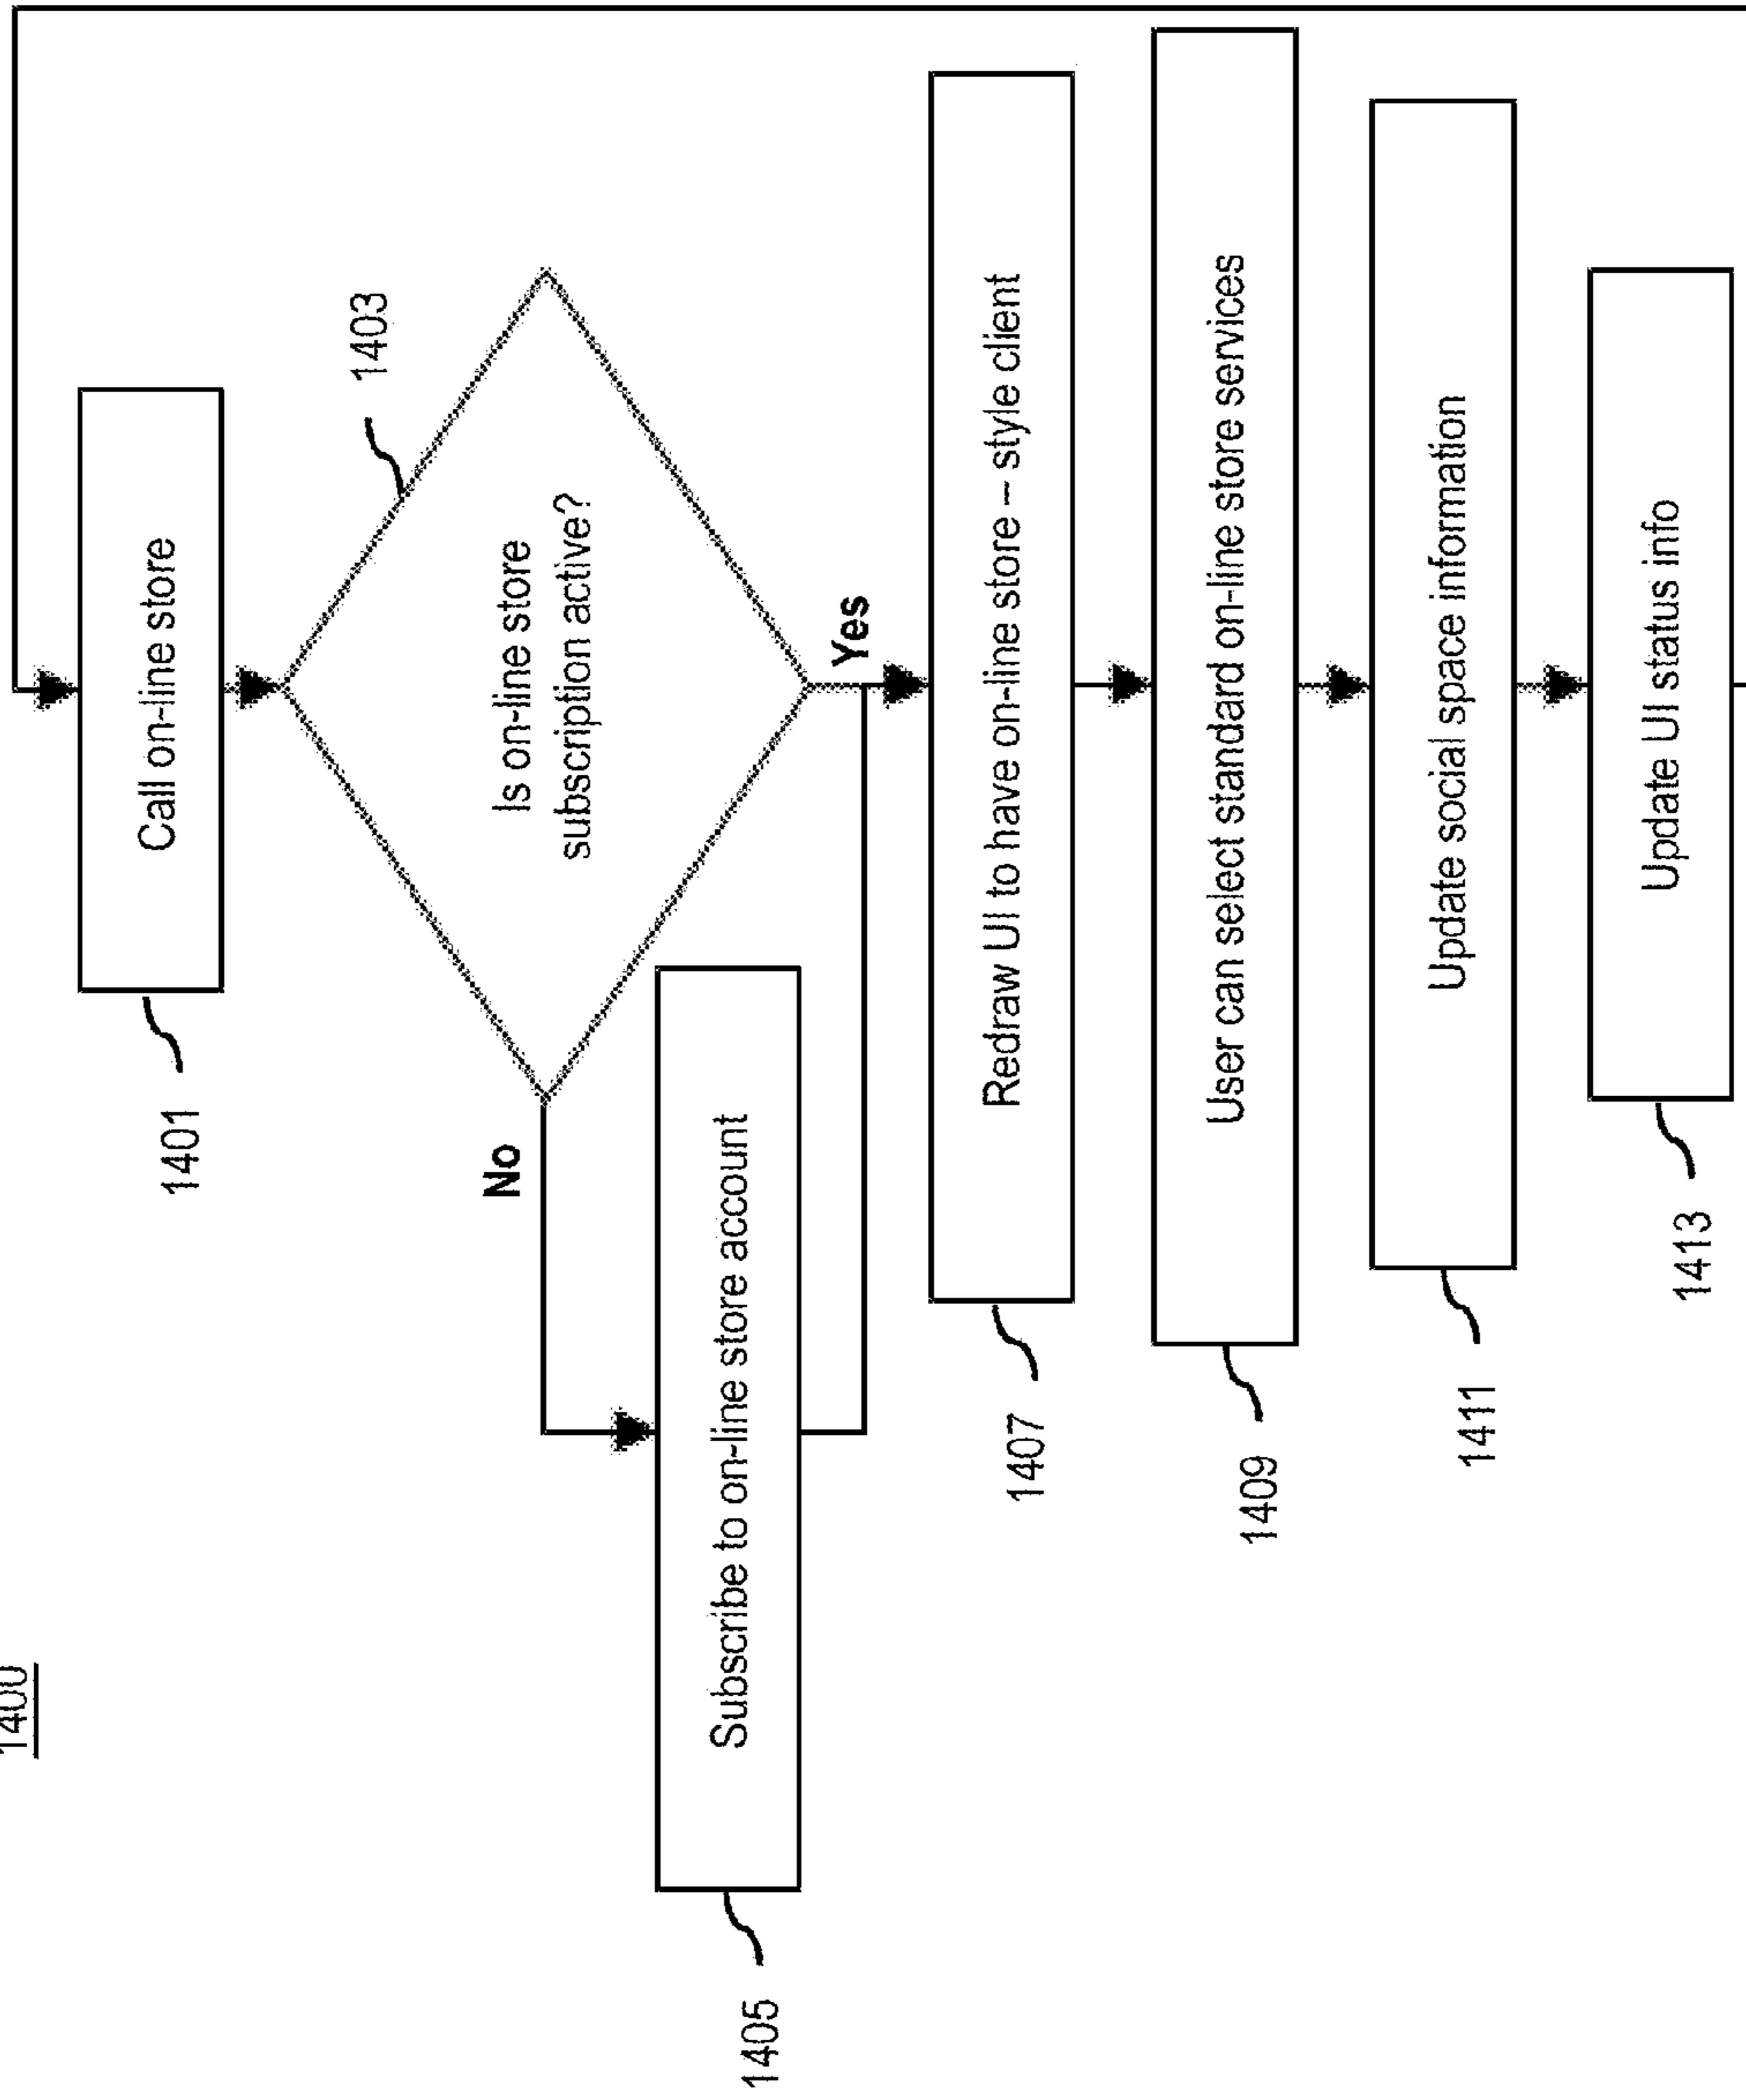 1400
1401
Call on-line store
1403
Is on-line store
subscription active?
No
Yes
1405
Subscribe to on-line store account
1407
Redraw UI to have on-line store – style client
1409
User can select standard on-line store services
1411
Update social space information
1413
Update UI status info